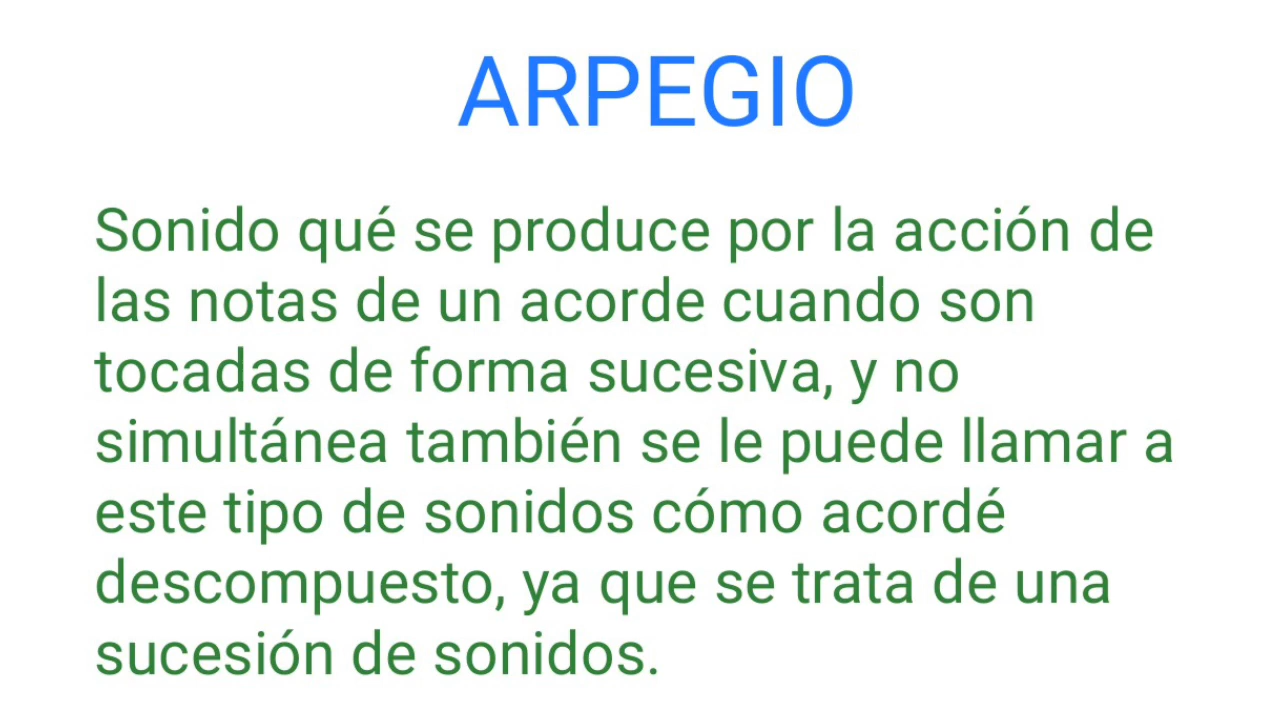 ARPEGIO
Sonido qué se produce por la acción de
las notas de un acorde cuando son
tocadas de forma sucesiva, y no
simultánea también se le puede llamar a
este tipo de sonidos cómo acordé
descompuesto, ya que se trata de una
sucesión de sonidos.